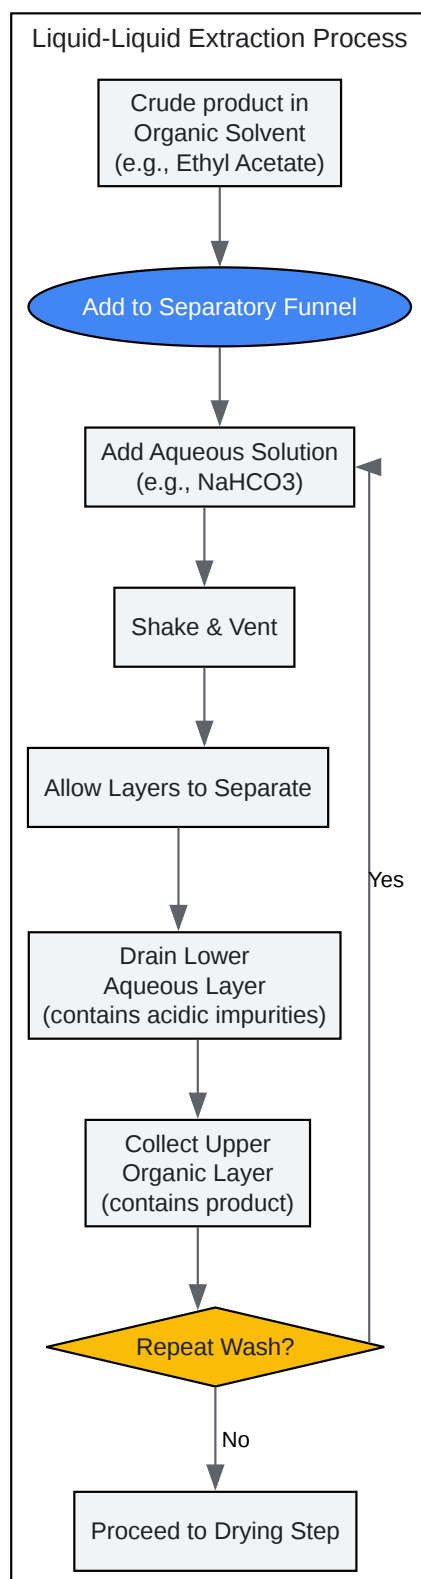 Liquid-Liquid Extraction Process
Crude product in
Organic Solvent
(e.g., Ethyl Acetate)
Add to Separatory Funnel
Add Aqueous Solution
(e.g., NaHCO3)
Shake & Vent
Allow Layers to Separate
Yes
Drain Lower
Aqueous Layer
(contains acidic impurities)
Collect Upper
Organic Layer
(contains product)
Repeat Wash?
No
Proceed to Drying Step